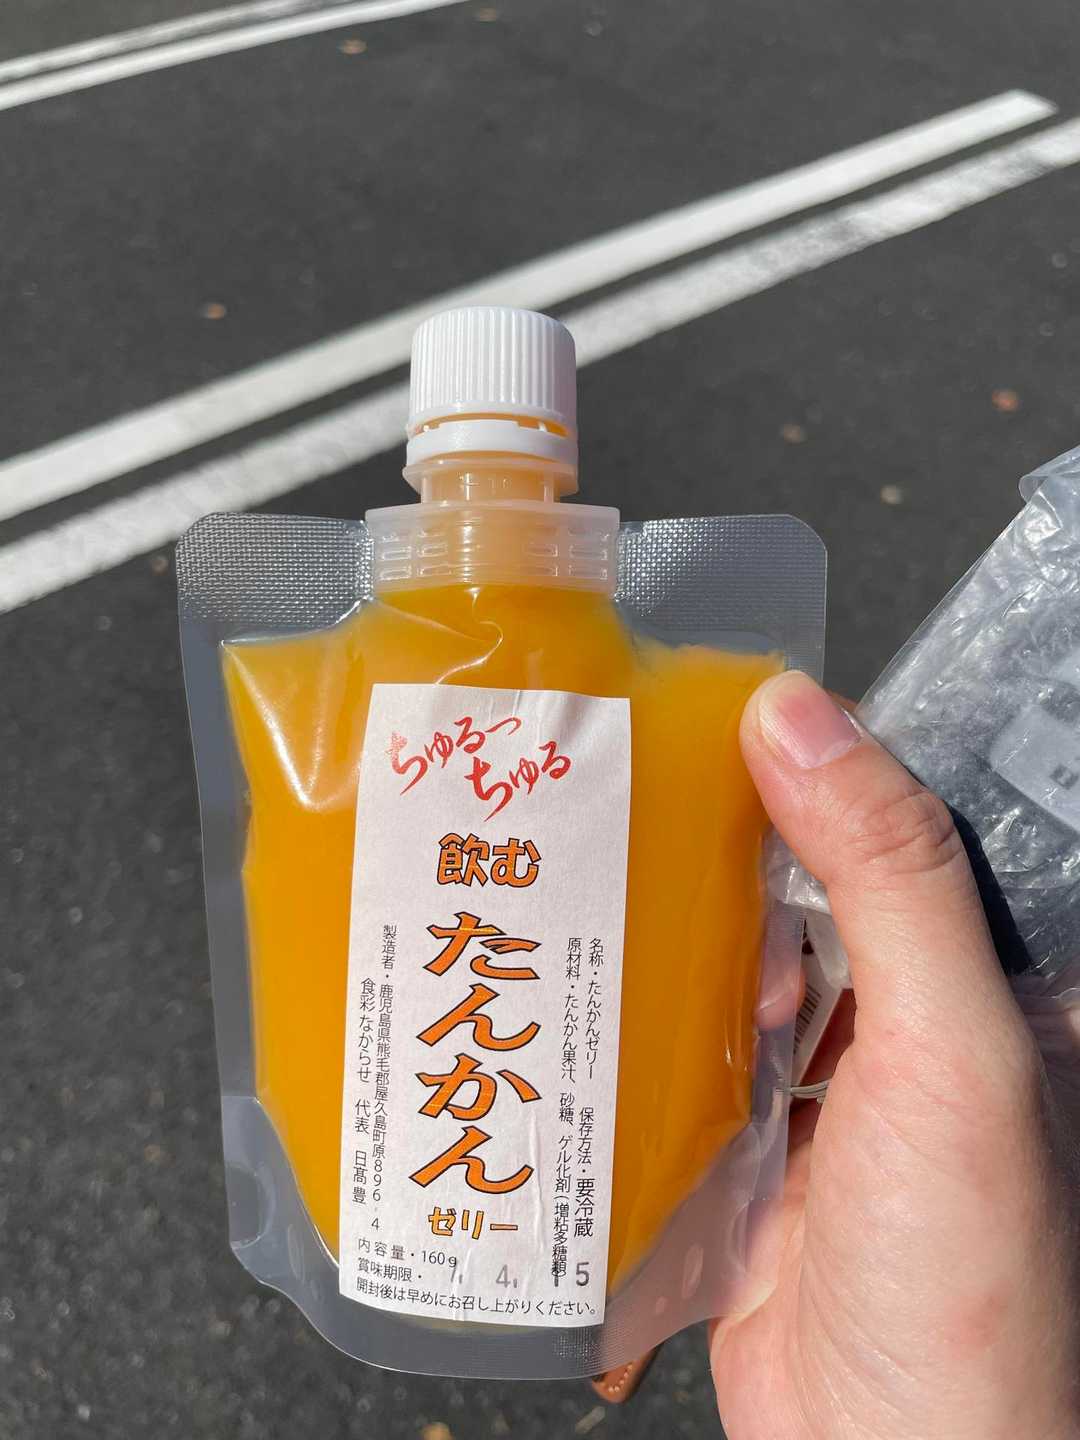 ちゅるっ
ちゅる
飲む
たんかん
ゼリー
名称・たんかんゼリー 保存方法・要冷蔵
原材料・たんかん果汁、砂糖、ゲル化剤(増粘多糖類)
製造者・鹿児島県熊毛郡屋久島町原896-4
食彩なからせ 代表 日髙 豊
内容量・160g
賞味期限・ 7. 4. 15
開封後は早めにお召し上がりください。